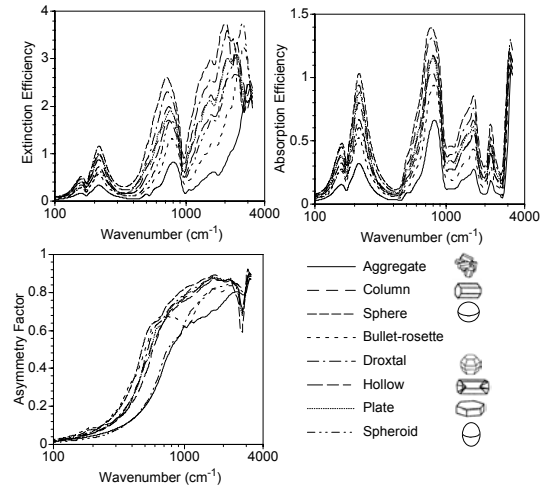 4
3
2
1
0
Extinction Efficiency
100 1000 4000
Wavenumber (cm-1)
1.5
1
0.5
0
Absorption Efficiency
100 1000 4000
Wavenumber (cm-1)
1
0.8
0.6
0.4
0.2
0
Asymmetry Factor
100 1000 4000
Wavenumber (cm-1)
Aggregate
Column
Sphere
Bullet-rosette
Droxtal
Hollow
Plate
Spheroid